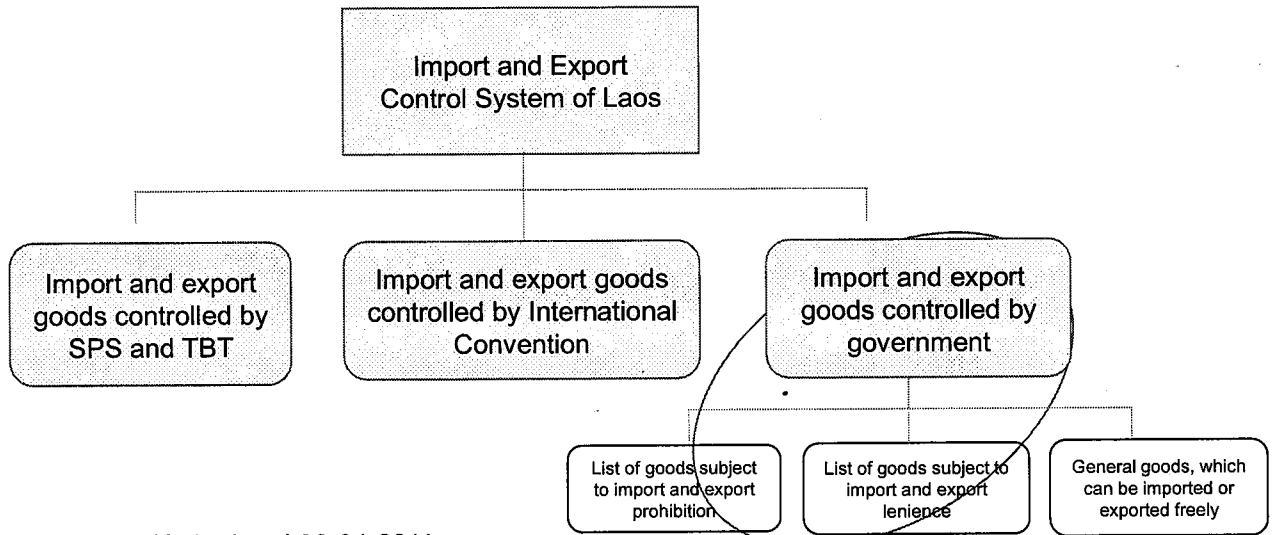 Import and Export
Control System of Laos
Import and export
goods controlled by
SPS and TBT
Import and export goods
controlled by International
Convention
Import and export
goods controlled by
government
List of goods subject
to import and export
prohibition
List of goods subject to
import and export
lenience
General goods, which
can be imported or
exported freely